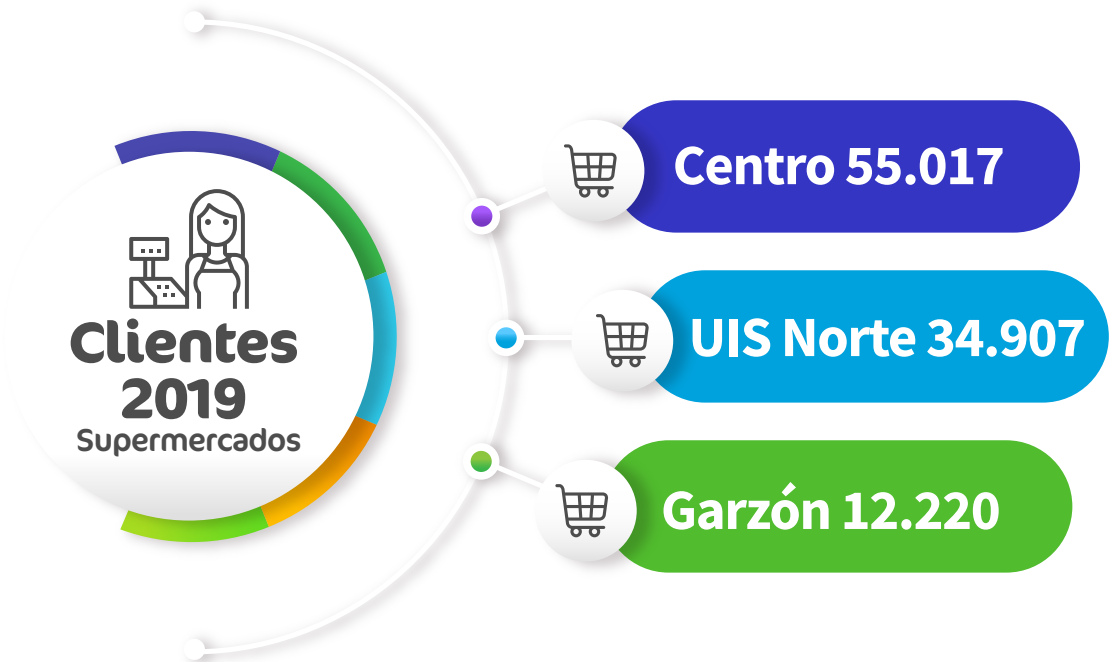 Clientes
2019
Supermercados
Centro 55.017
UIS Norte 34.907
Garzón 12.220